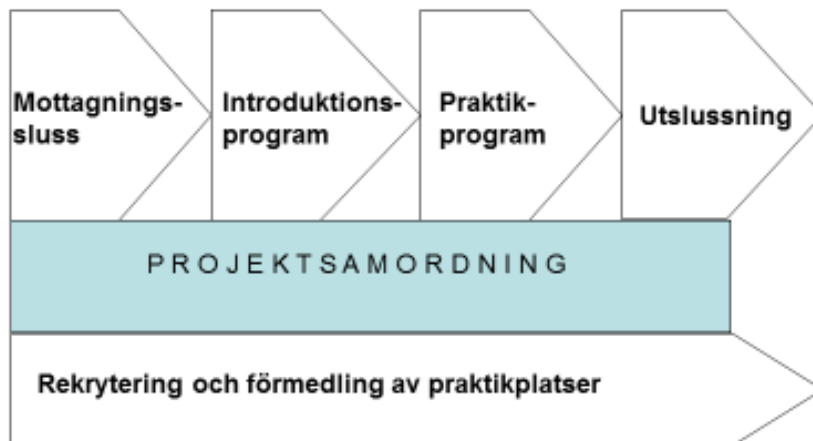 Mottagnings-
sluss
Introduktions-
program
Praktik-
program
Utslussning
PROJEKTSAMORDNING
Rekrytering och förmedling av praktikplatser